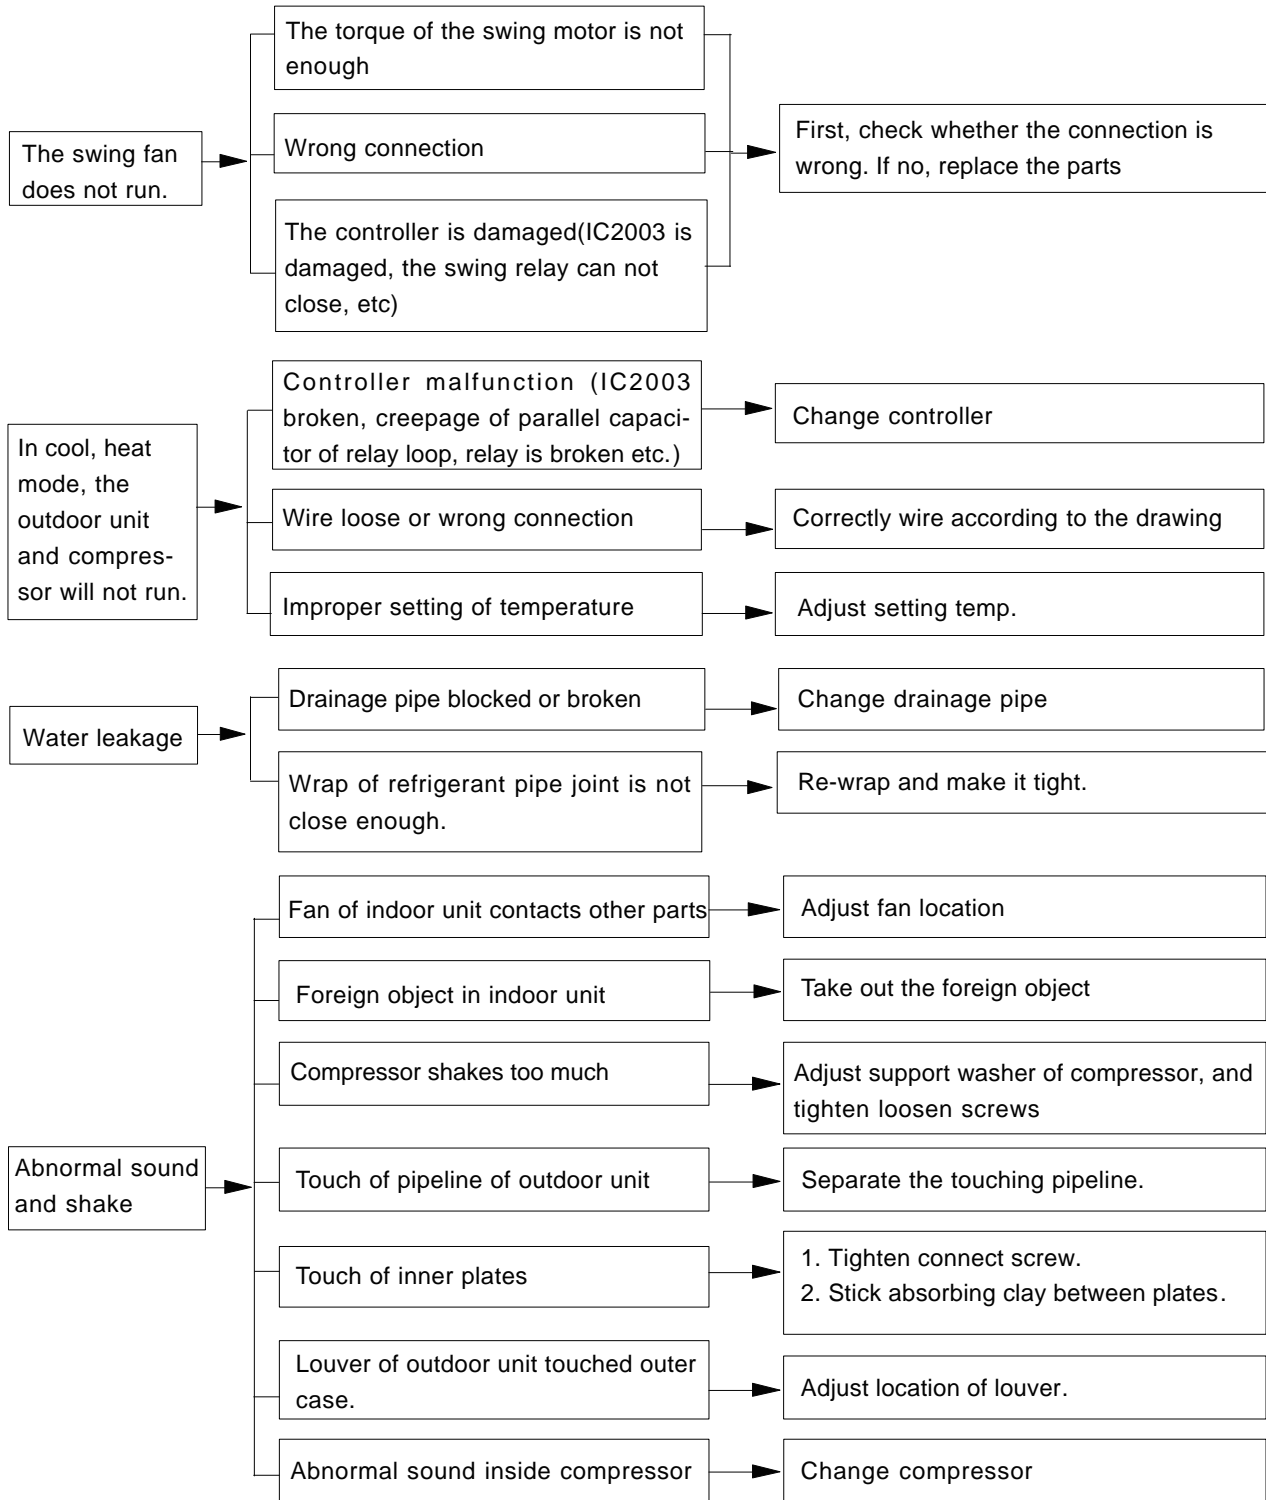 The swing fan
does not run.
The torque of the swing motor is not
enough
Wrong connection
The controller is damaged(IC2003 is
damaged, the swing relay can not
close, etc)
First, check whether the connection is
wrong. If no, replace the parts
In cool, heat
mode, the
outdoor unit
and compres-
sor will not run.
Controller malfunction (IC2003
broken, creepage of parallel capaci-
tor of relay loop, relay is broken etc.)
Change controller
Wire loose or wrong connection
Correctly wire according to the drawing
Improper setting of temperature
Adjust setting temp.
Water leakage
Drainage pipe blocked or broken
Change drainage pipe
Wrap of refrigerant pipe joint is not
close enough.
Re-wrap and make it tight.
Abnormal sound
and shake
Fan of indoor unit contacts other parts
Adjust fan location
Foreign object in indoor unit
Take out the foreign object
Compressor shakes too much
Adjust support washer of compressor, and
tighten loosen screws
Touch of pipeline of outdoor unit
Separate the touching pipeline.
Touch of inner plates
1. Tighten connect screw.
2. Stick absorbing clay between plates.
Louver of outdoor unit touched outer
case.
Adjust location of louver.
Abnormal sound inside compressor
Change compressor